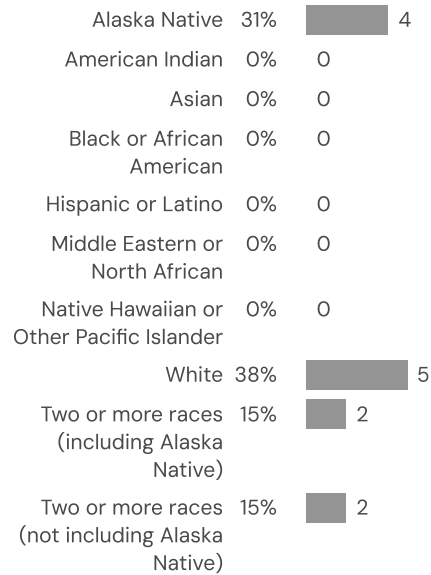 Alaska Native 31% 4
American Indian 0% 0
Asian 0% 0
Black or African 0% 0
American
Hispanic or Latino 0% 0
Middle Eastern or 0% 0
North African
Native Hawaiian or 0% 0
Other Pacific Islander
White 38% 5
Two or more races 15% 2
(including Alaska
Native)
Two or more races 15% 2
(not including Alaska
Native)